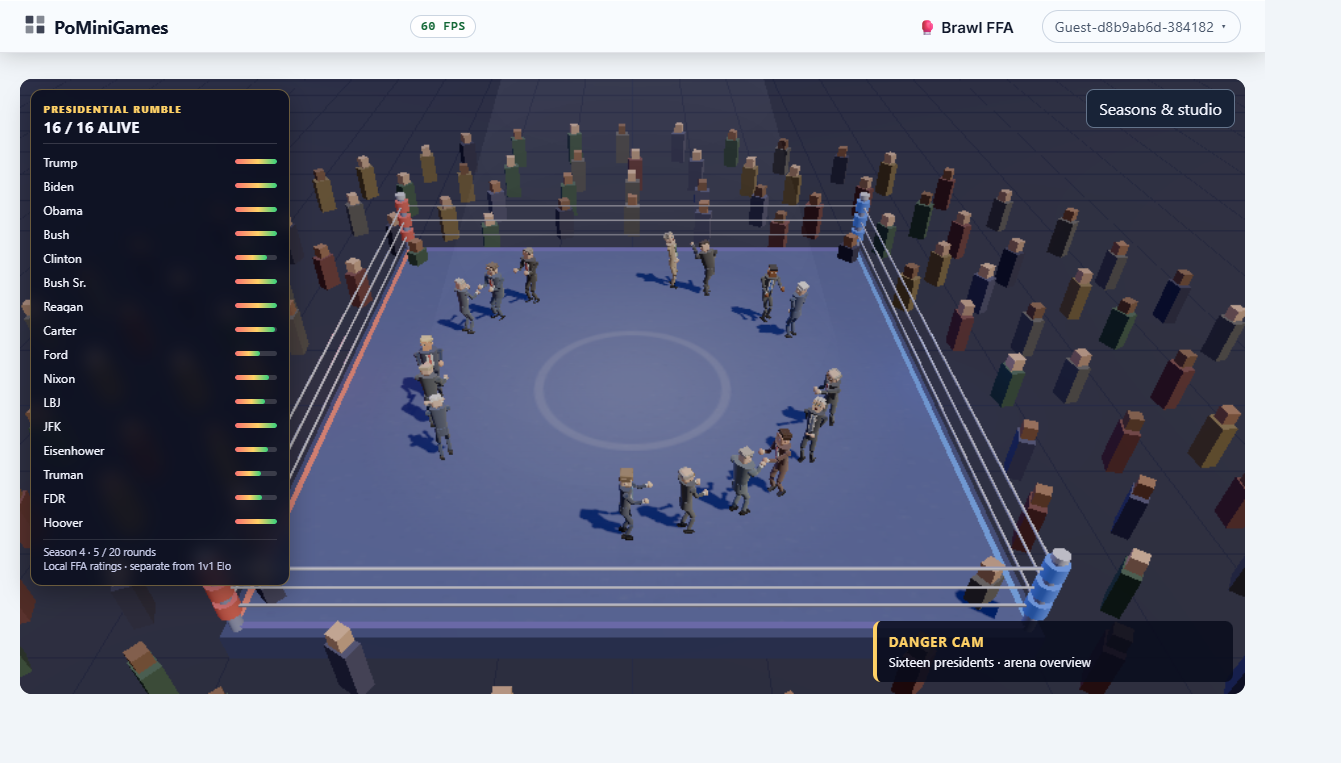 PoMiniGames
60 FPS
Brawl FFA
Guest-d8b9ab6d-384182
PRESIDENTIAL RUMBLE
16 / 16 ALIVE
Trump
Biden
Obama
Bush
Clinton
Bush Sr.
Reagan
Carter
Ford
Nixon
LBJ
JFK
Eisenhower
Truman
FDR
Hoover
Season 4 · 5 / 20 rounds
Local FFA ratings · separate from 1v1 Elo
Seasons & studio
DANGER CAM
Sixteen presidents · arena overview